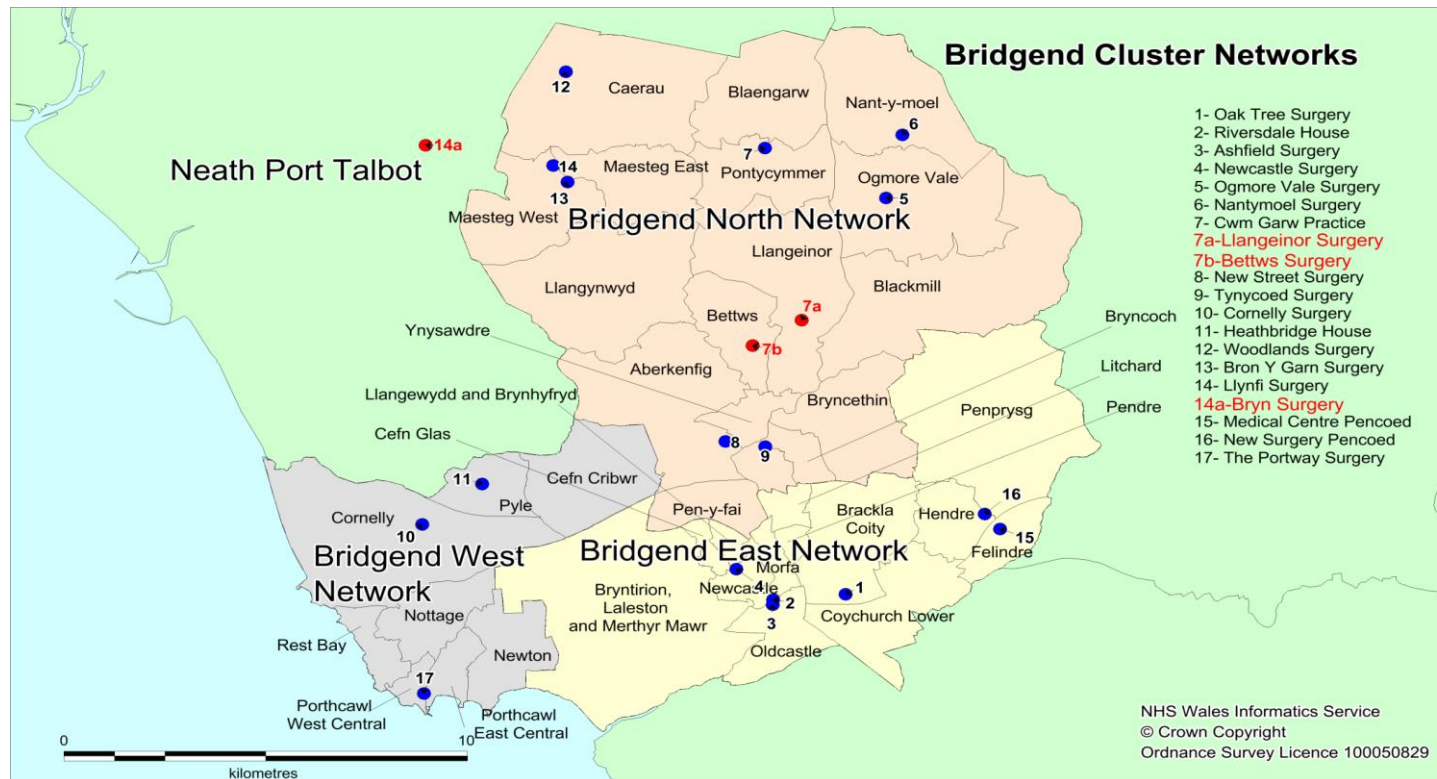 Bridgend Cluster Networks
1- Oak Tree Surgery
2- Riversdale House
3- Ashfield Surgery
4- Newcastle Surgery
5- Ogmore Vale Surgery
6- Nantymoel Surgery
7- Cwm Garw Practice
7a-Llangeinor Surgery
7b-Bettws Surgery
8- New Street Surgery
9- Tynycoed Surgery
10- Cornelly Surgery
11- Heathbridge House
12- Woodlands Surgery
13- Bron Y Garn Surgery
14- Llynfi Surgery
14a-Bryn Surgery
15- Medical Centre Pencoed
16- New Surgery Pencoed
17- The Portway Surgery
12
Caerau
Blaengarw
Nant-y-moel
6
14a
Neath Port Talbot
14
Maesteg East
7
Pontycymmer
Ogmore Vale
13
5
Maesteg West
Bridgend North Network
Llangeinor
Llangynwyd
Blackmill
Ynysawdre
Bettws
7a
Bryncoch
7b
Aberkenfig
Litchard
Llangewydd and Brynhyfryd
Bryncethin
Penprysg
Pendre
Cefn Glas
8
9
11
Cefn Cribwr
Pyle
Pen-y-fai
Brackla
Coity
Hendre
16
Cornelly
10
15
Felindre
Bridgend West
Network
Bridgend East Network
Morfa
Newcastle
4
Bryntirion,
Laleston
and Merthyr Mawr
1
2
3
Coychurch Lower
Nottage
Rest Bay
Newton
Oldcastle
17
Porthcawl
West Central
Porthcawl
East Central
0
10
kilometres
NHS Wales Informatics Service
© Crown Copyright
Ordnance Survey Licence 100050829